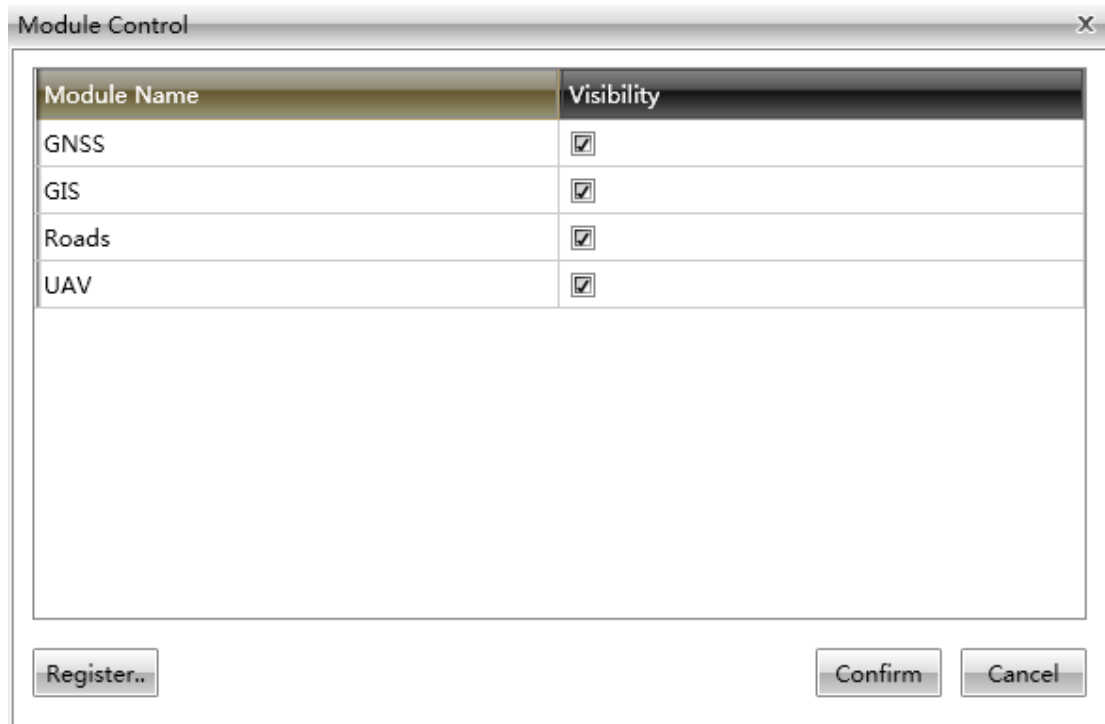 Module Control
Module Name Visibility
GNSS
GIS
Roads
UAV
Register.. Confirm Cancel